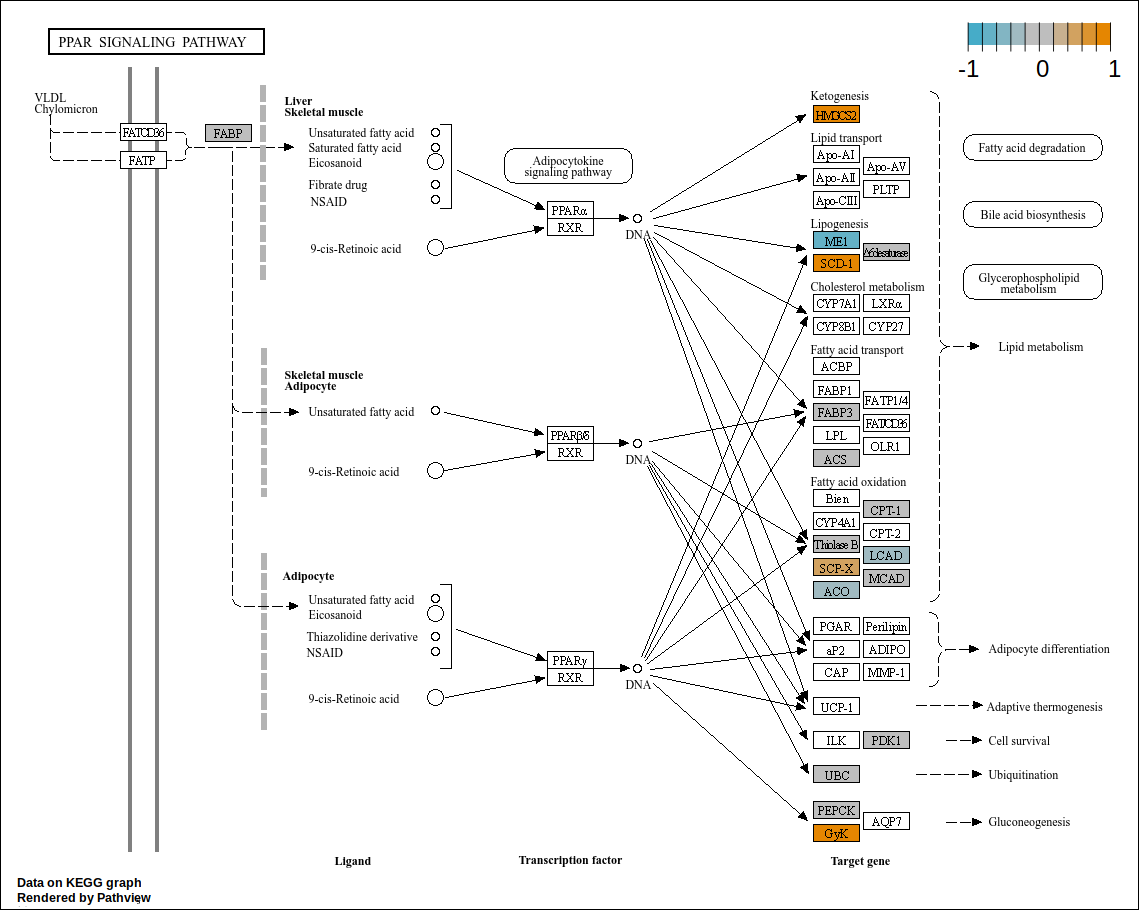 PPAR SIGNALING PATHWAY
-1 0 1
VLDL
Chylomicron
FAT/CD36
FATP
FABP
Liver
Skeletal muscle
Unsaturated fatty acid
Saturated fatty acid
Eicosanoid
Fibrate drug
NSAID
9-cis-Retinoic acid
Adipocytokine
signaling pathway
PPARα
RXR
DNA
Skeletal muscle
Adipocyte
Unsaturated fatty acid
9-cis-Retinoic acid
PPARβ/δ
RXR
DNA
Adipocyte
Unsaturated fatty acid
Eicosanoid
Thiazolidine derivative
NSAID
9-cis-Retinoic acid
PPARγ
RXR
DNA
Ketogenesis
HMGCS2
Lipid transport
Apo-AI
Apo-AII
Apo-CIII
Apo-AV
PLTP
Lipogenesis
ME1
SCD-1
Δ6desaturase
Cholesterol metabolism
CYP7A1 LXRα
CYP8B1 CYP27
Fatty acid transport
ACBP
FABP1
FABP3
LPL
ACS
FATP1/4
FAT/CD36
OLR1
Fatty acid oxidation
Bien
CYP4A1
Thiolase B
SCP-X
ACO
CPT-1
CPT-2
LCAD
MCAD
PGAR Perilipin
aP2 ADIPO
CAP MMP-1
UCP-1
ILK PDK1
UBC
PEPCK
GyK
AQP7
Fatty acid degradation
Bile acid biosynthesis
Glycerophospholipid
metabolism
Lipid metabolism
Adipocyte differentiation
Adaptive thermogenesis
Cell survival
Ubiquitination
Gluconeogenesis
Ligand
Transcription factor
Target gene
Data on KEGG graph
Rendered by Pathview